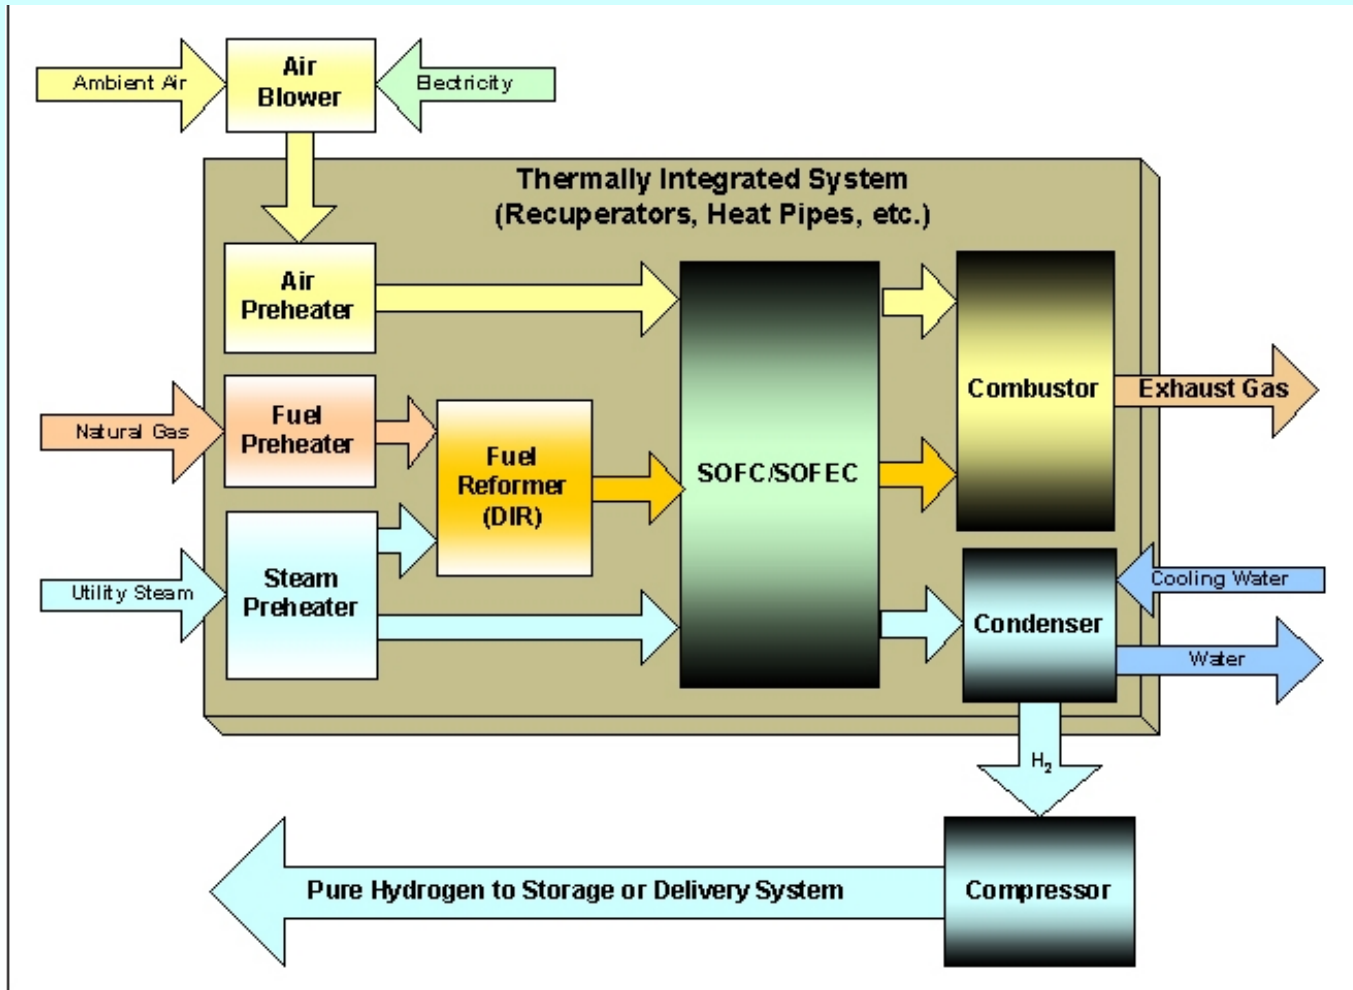 Ambient Air
Air
Blower
Electricity
Thermally Integrated System
(Recuperators, Heat Pipes, etc.)
Air
Preheater
Natural Gas
Fuel
Preheater
Fuel
Reformer
(DIR)
SOFC/SOFEC
Combustor
Exhaust Gas
Utility Steam
Steam
Preheater
Condenser
Cooling Water
Water
H₂
Pure Hydrogen to Storage or Delivery System
Compressor